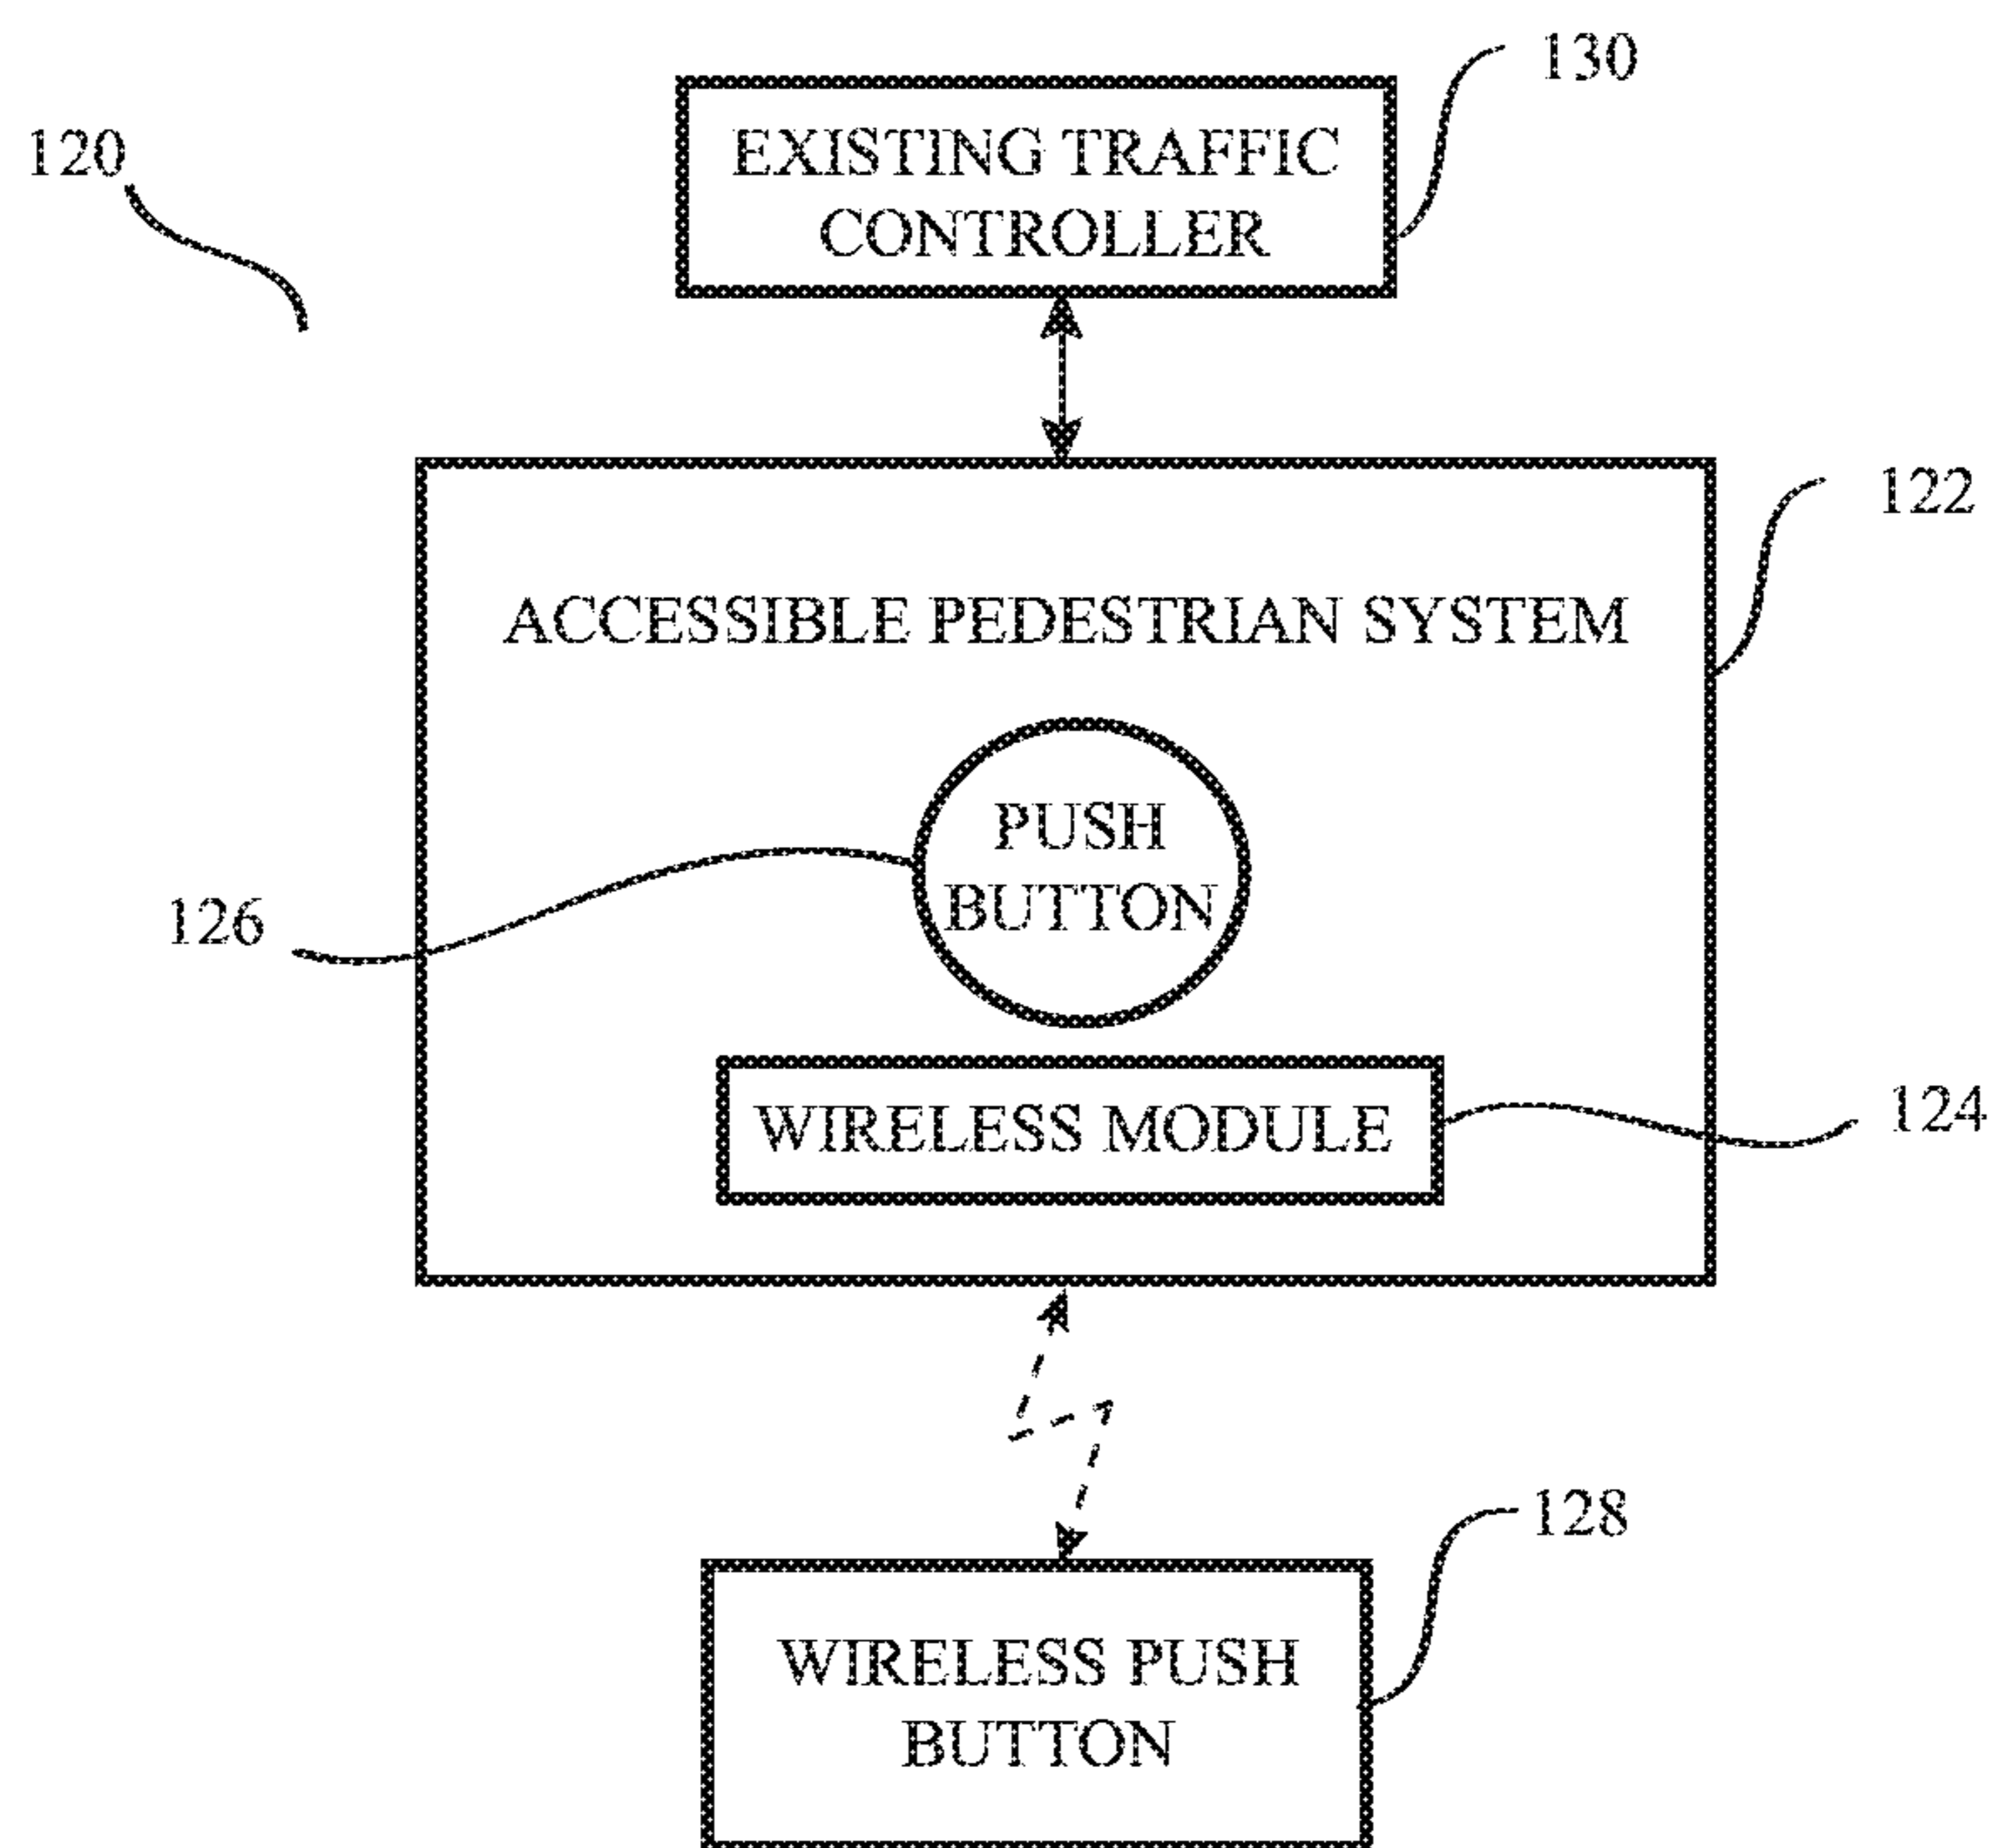 130
120
EXISTING TRAFFIC
CONTROLLER
122
ACCESSIBLE PEDESTRIAN SYSTEM
PUSH
BUTTON
126
WIRELESS MODULE
124
128
WIRELESS PUSH
BUTTON